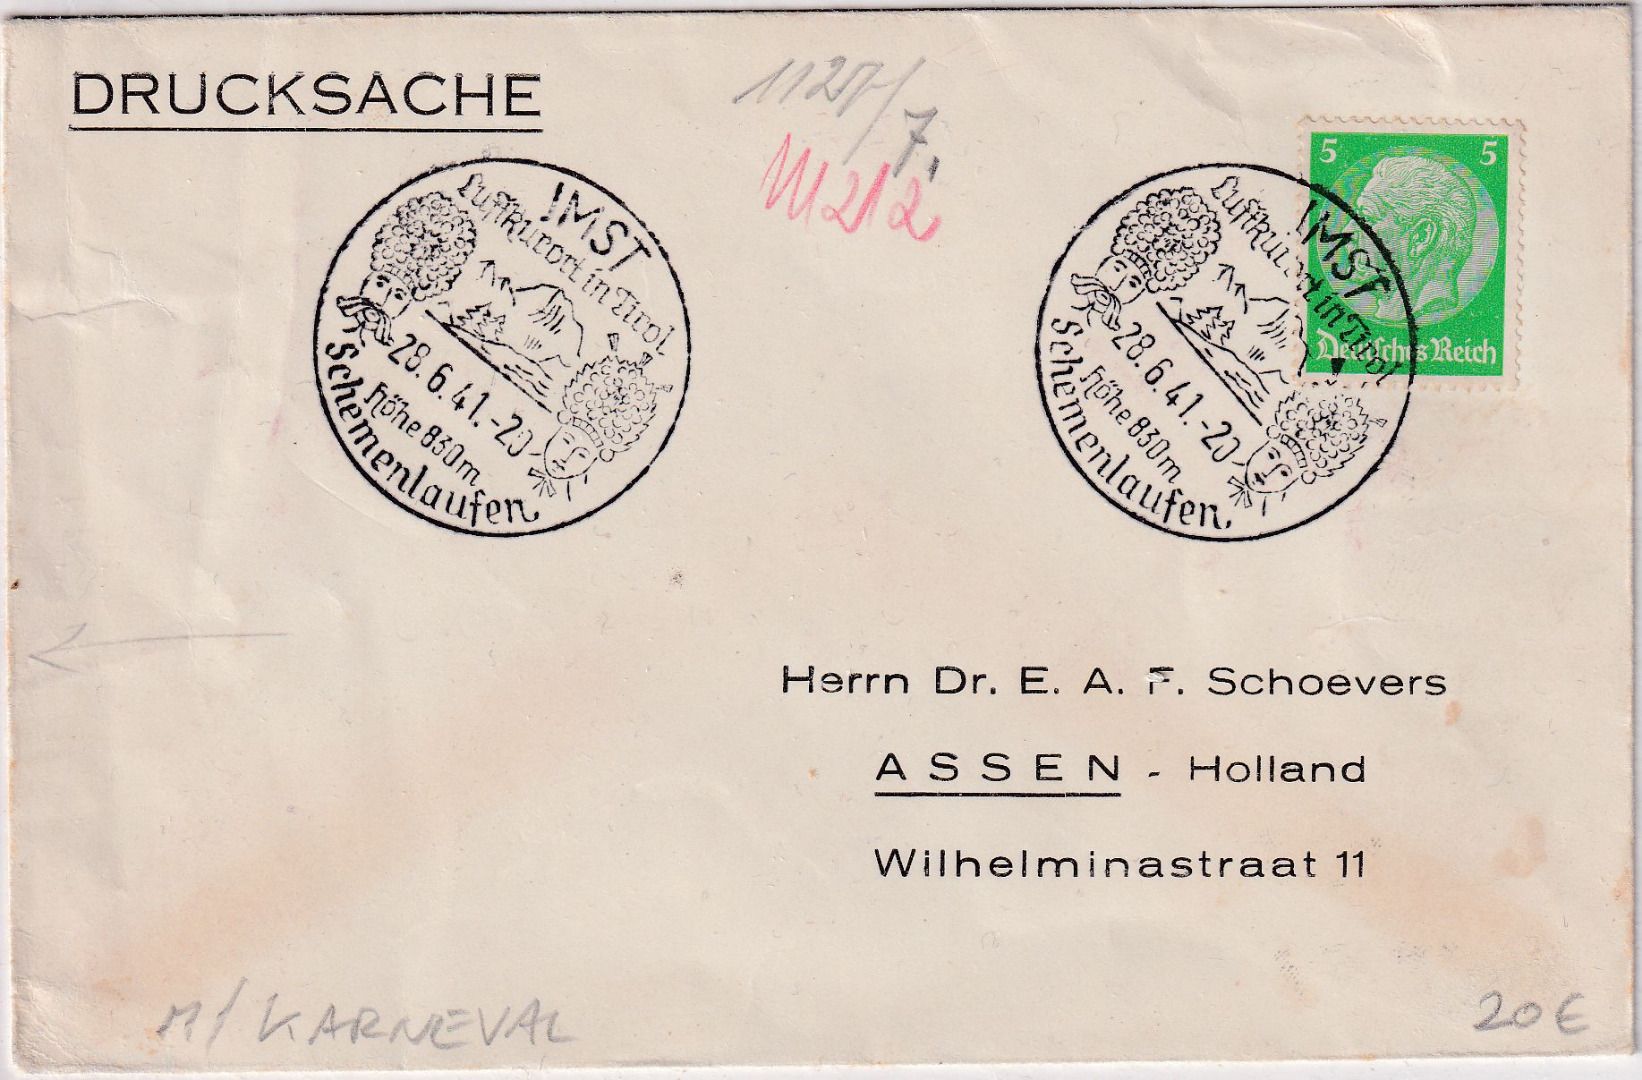 DRUCKSACHE
1127/7.
M212
IMST
Luftkurort in Tirol
28.6.41.-20
Höhe 830m
Schemenlaufen
IMST
Luftkurort in Tirol
28.6.41.-20
Höhe 830m
Schemenlaufen
5 5
Deutsches Reich
Herrn Dr. E. A. F. Schoevers
ASSEN - Holland
Wilhelminastraat 11
M/ KARNEVAL
20€